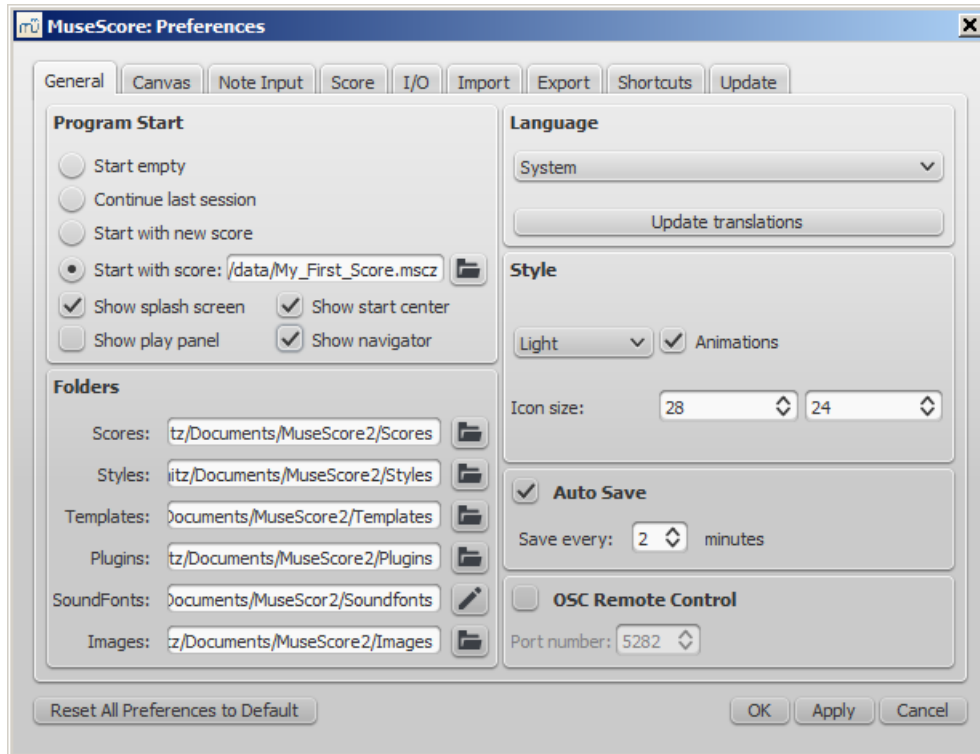 MuseScore: Preferences
General Canvas Note Input Score I/O Import Export Shortcuts Update
Program Start
Start empty
Continue last session
Start with new score
Start with score: /data/My_First_Score.mscz
Show splash screen Show start center
Show play panel Show navigator
Folders
Scores: tz/Documents/MuseScore2/Scores
Styles: itz/Documents/MuseScore2/Styles
Templates: Documents/MuseScore2/Templates
Plugins: tz/Documents/MuseScore2/Plugins
SoundFonts: Documents/MuseScor2/Soundfonts
Images: tz/Documents/MuseScore2/Images
Language
System
Update translations
Style
Light Animations
Icon size: 28 24
Auto Save
Save every: 2 minutes
OSC Remote Control
Port number: 5282
Reset All Preferences to Default OK Apply Cancel